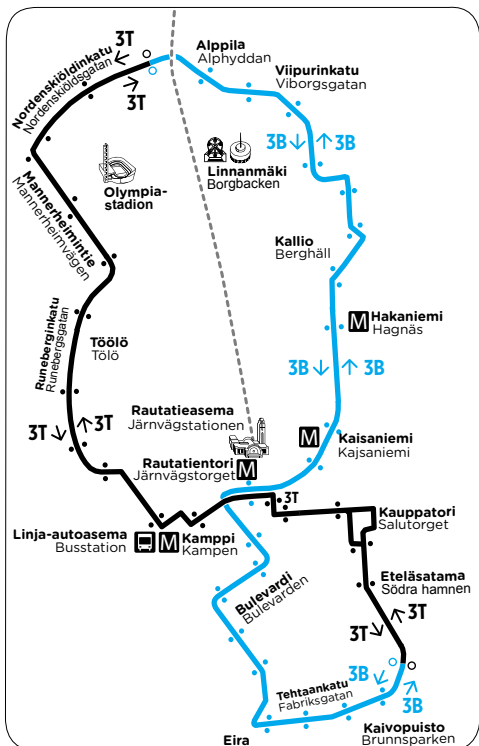 3T
Nordenskiöldinkatu
Nordenskiöldsgatan
3T
Alppila
Alphyddan
Viipurinkatu
Viborgsgatan
3B
3B
Linnanmäki
Borgbacken
Olympia-
stadion
Mannerheimintie
Mannerheimvägen
Kallio
Berghäll
M
Hakaniemi
Hagnäs
Runeberginkatu
Runebergsgatan
Töölö
Tölö
3B
3B
Rautatieasema
Järnvägstationen
3T
3T
M
Kaisaniemi
Kajsaniemi
Rautatientori
Järnvägstorget
M
3T
Kauppatori
Salutorget
Linja-autoasema
Busstation
M
Kamppi
Kampen
Bulevardi
Bulevarden
Eteläsatama
Södra hamnen
3T
3T
3B
Tehtaankatu
Fabriksgatan
3B
Eira
Kaivopuisto
Brunnsparken